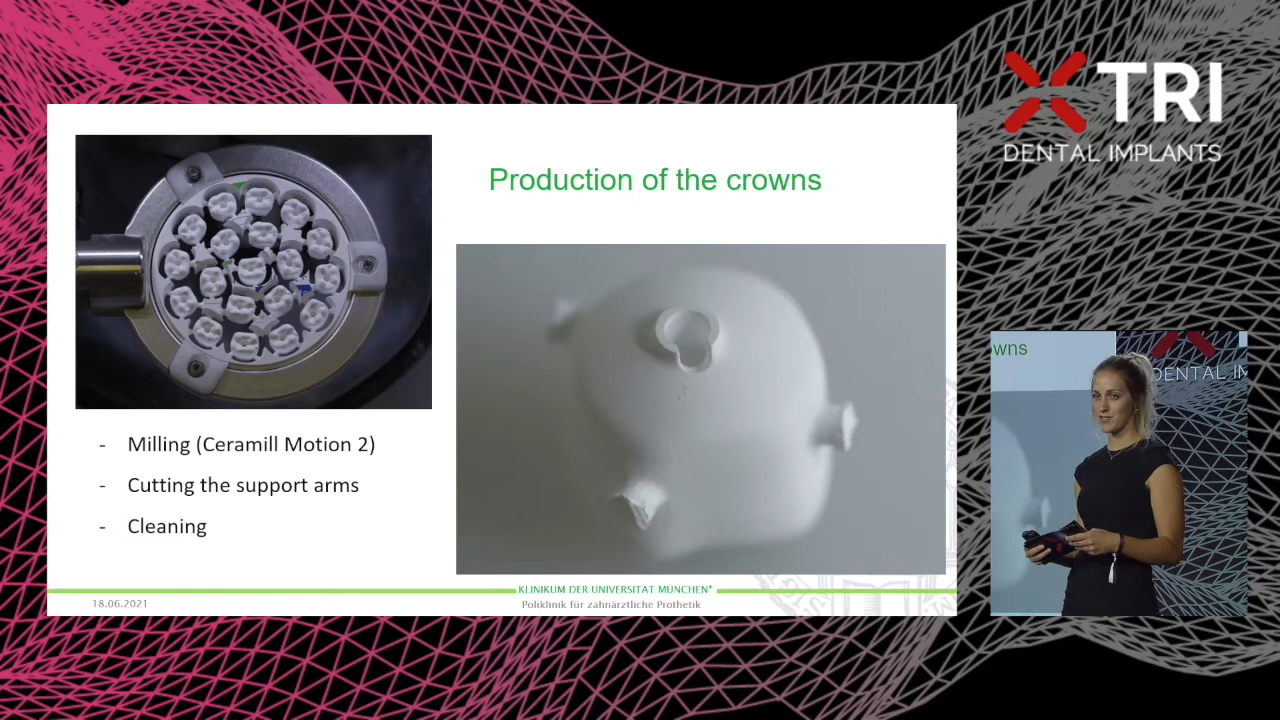 TRI
DENTAL IMPLANTS
Production of the crowns
- Milling (Ceramill Motion 2)
- Cutting the support arms
- Cleaning
KLINIKUM DER UNIVERSITÄT MÜNCHEN®
Poliklinik für zahnärztliche Prothetik
18.06.2021
wns
DENTAL IM